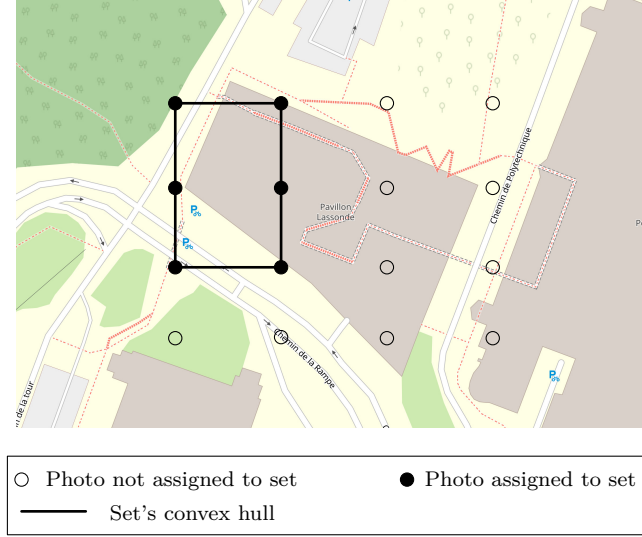 Chemin de Polytechnique
Pavillon
Lassonde
P
P
Chemin de la Rampe
P
n de la tour
P
Photo not assigned to set
Photo assigned to set
Set's convex hull